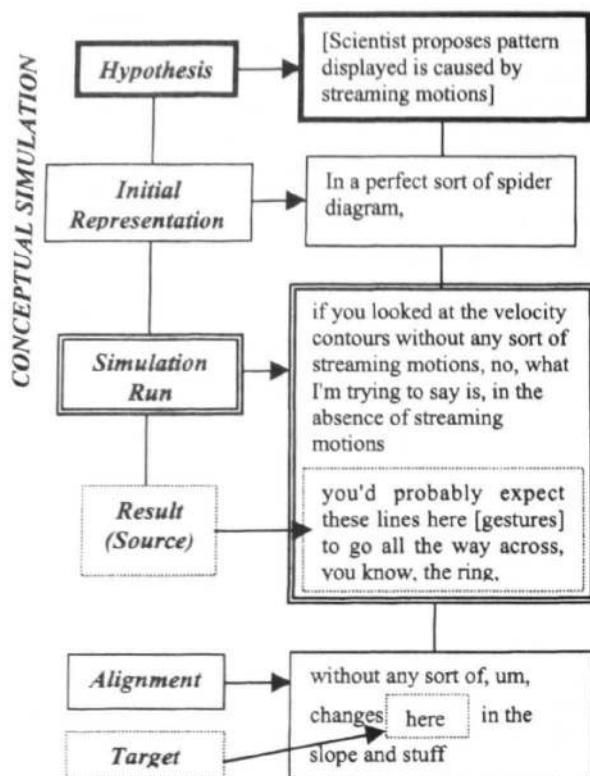 CONCEPTUAL SIMULATION
Hypothesis
[Scientist proposes pattern
displayed is caused by
streaming motions]
Initial
Representation
In a perfect sort of spider
diagram,
Simulation
Run
if you looked at the velocity
contours without any sort of
streaming motions, no, what
I'm trying to say is, in the
absence of streaming
motions
Result
(Source)
you'd probably expect
these lines here [gestures]
to go all the way across,
you know, the ring,
Alignment
without any sort of, um,
changes here in the
slope and stuff
Target